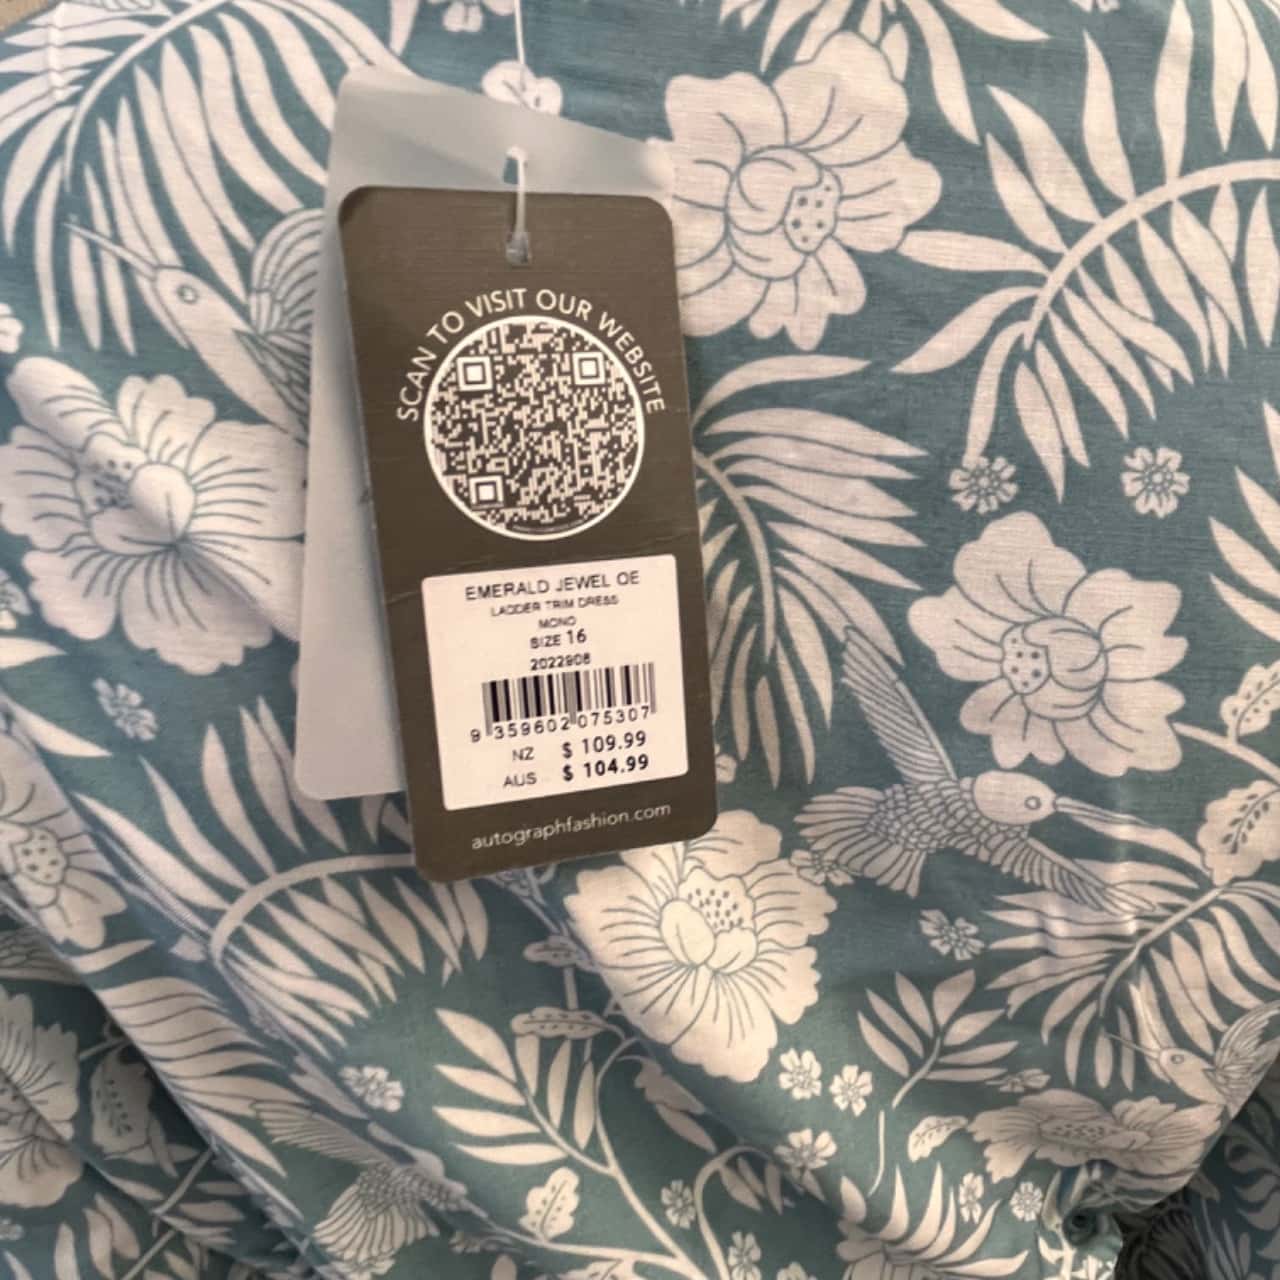 SCAN TO VISIT OUR WEBSITE
EMERALD JEWEL OE
LADDER TRIM DRESS
MONO
SIZE 16
2022908
9 359602 075307
NZ $ 109.99
AUS $ 104.99
autographfashion.com